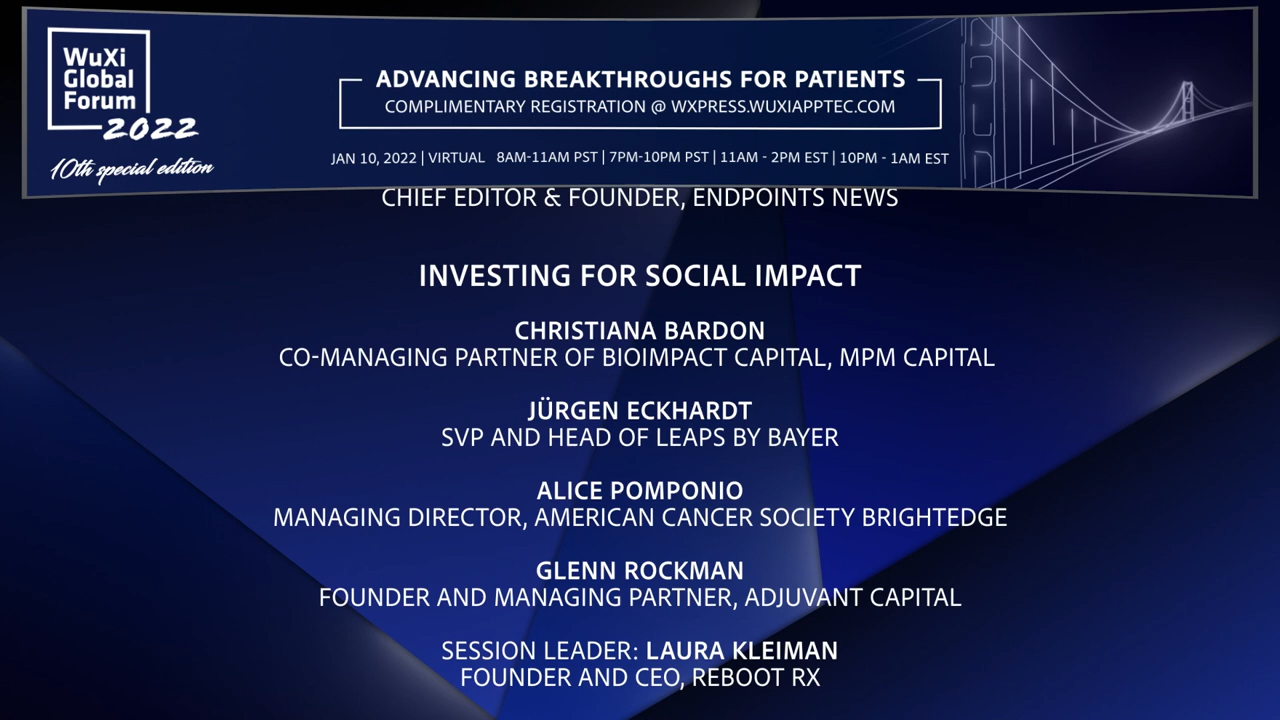 WuXi
Global
Forum
2022
10th special edition
ADVANCING BREAKTHROUGHS FOR PATIENTS
COMPLIMENTARY REGISTRATION @ WXPRESS.WUXIAPPTEC.COM
JAN 10, 2022 | VIRTUAL 8AM-11AM PST | 7PM-10PM PST | 11AM - 2PM EST | 10PM - 1AM EST
CHIEF EDITOR & FOUNDER, ENDPOINTS NEWS
INVESTING FOR SOCIAL IMPACT
CHRISTIANA BARDON
CO-MANAGING PARTNER OF BIOIMPACT CAPITAL, MPM CAPITAL
JÜRGEN ECKHARDT
SVP AND HEAD OF LEAPS BY BAYER
ALICE POMPONIO
MANAGING DIRECTOR, AMERICAN CANCER SOCIETY BRIGHTEDGE
GLENN ROCKMAN
FOUNDER AND MANAGING PARTNER, ADJUVANT CAPITAL
SESSION LEADER: LAURA KLEIMAN
FOUNDER AND CEO, REBOOT RX